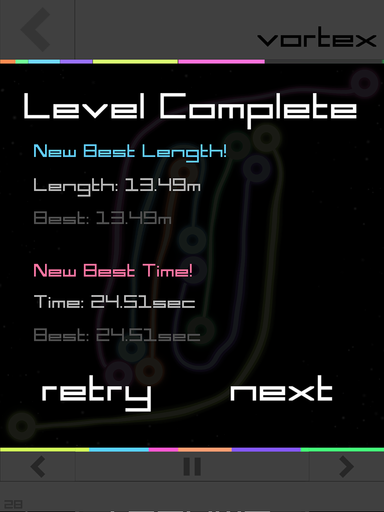 vortex
Level Complete
New Best Length!
Length: 13.49m
Best: 13.49m
New Best Time!
Time: 24.51sec
Best: 24.51sec
retry
next
28